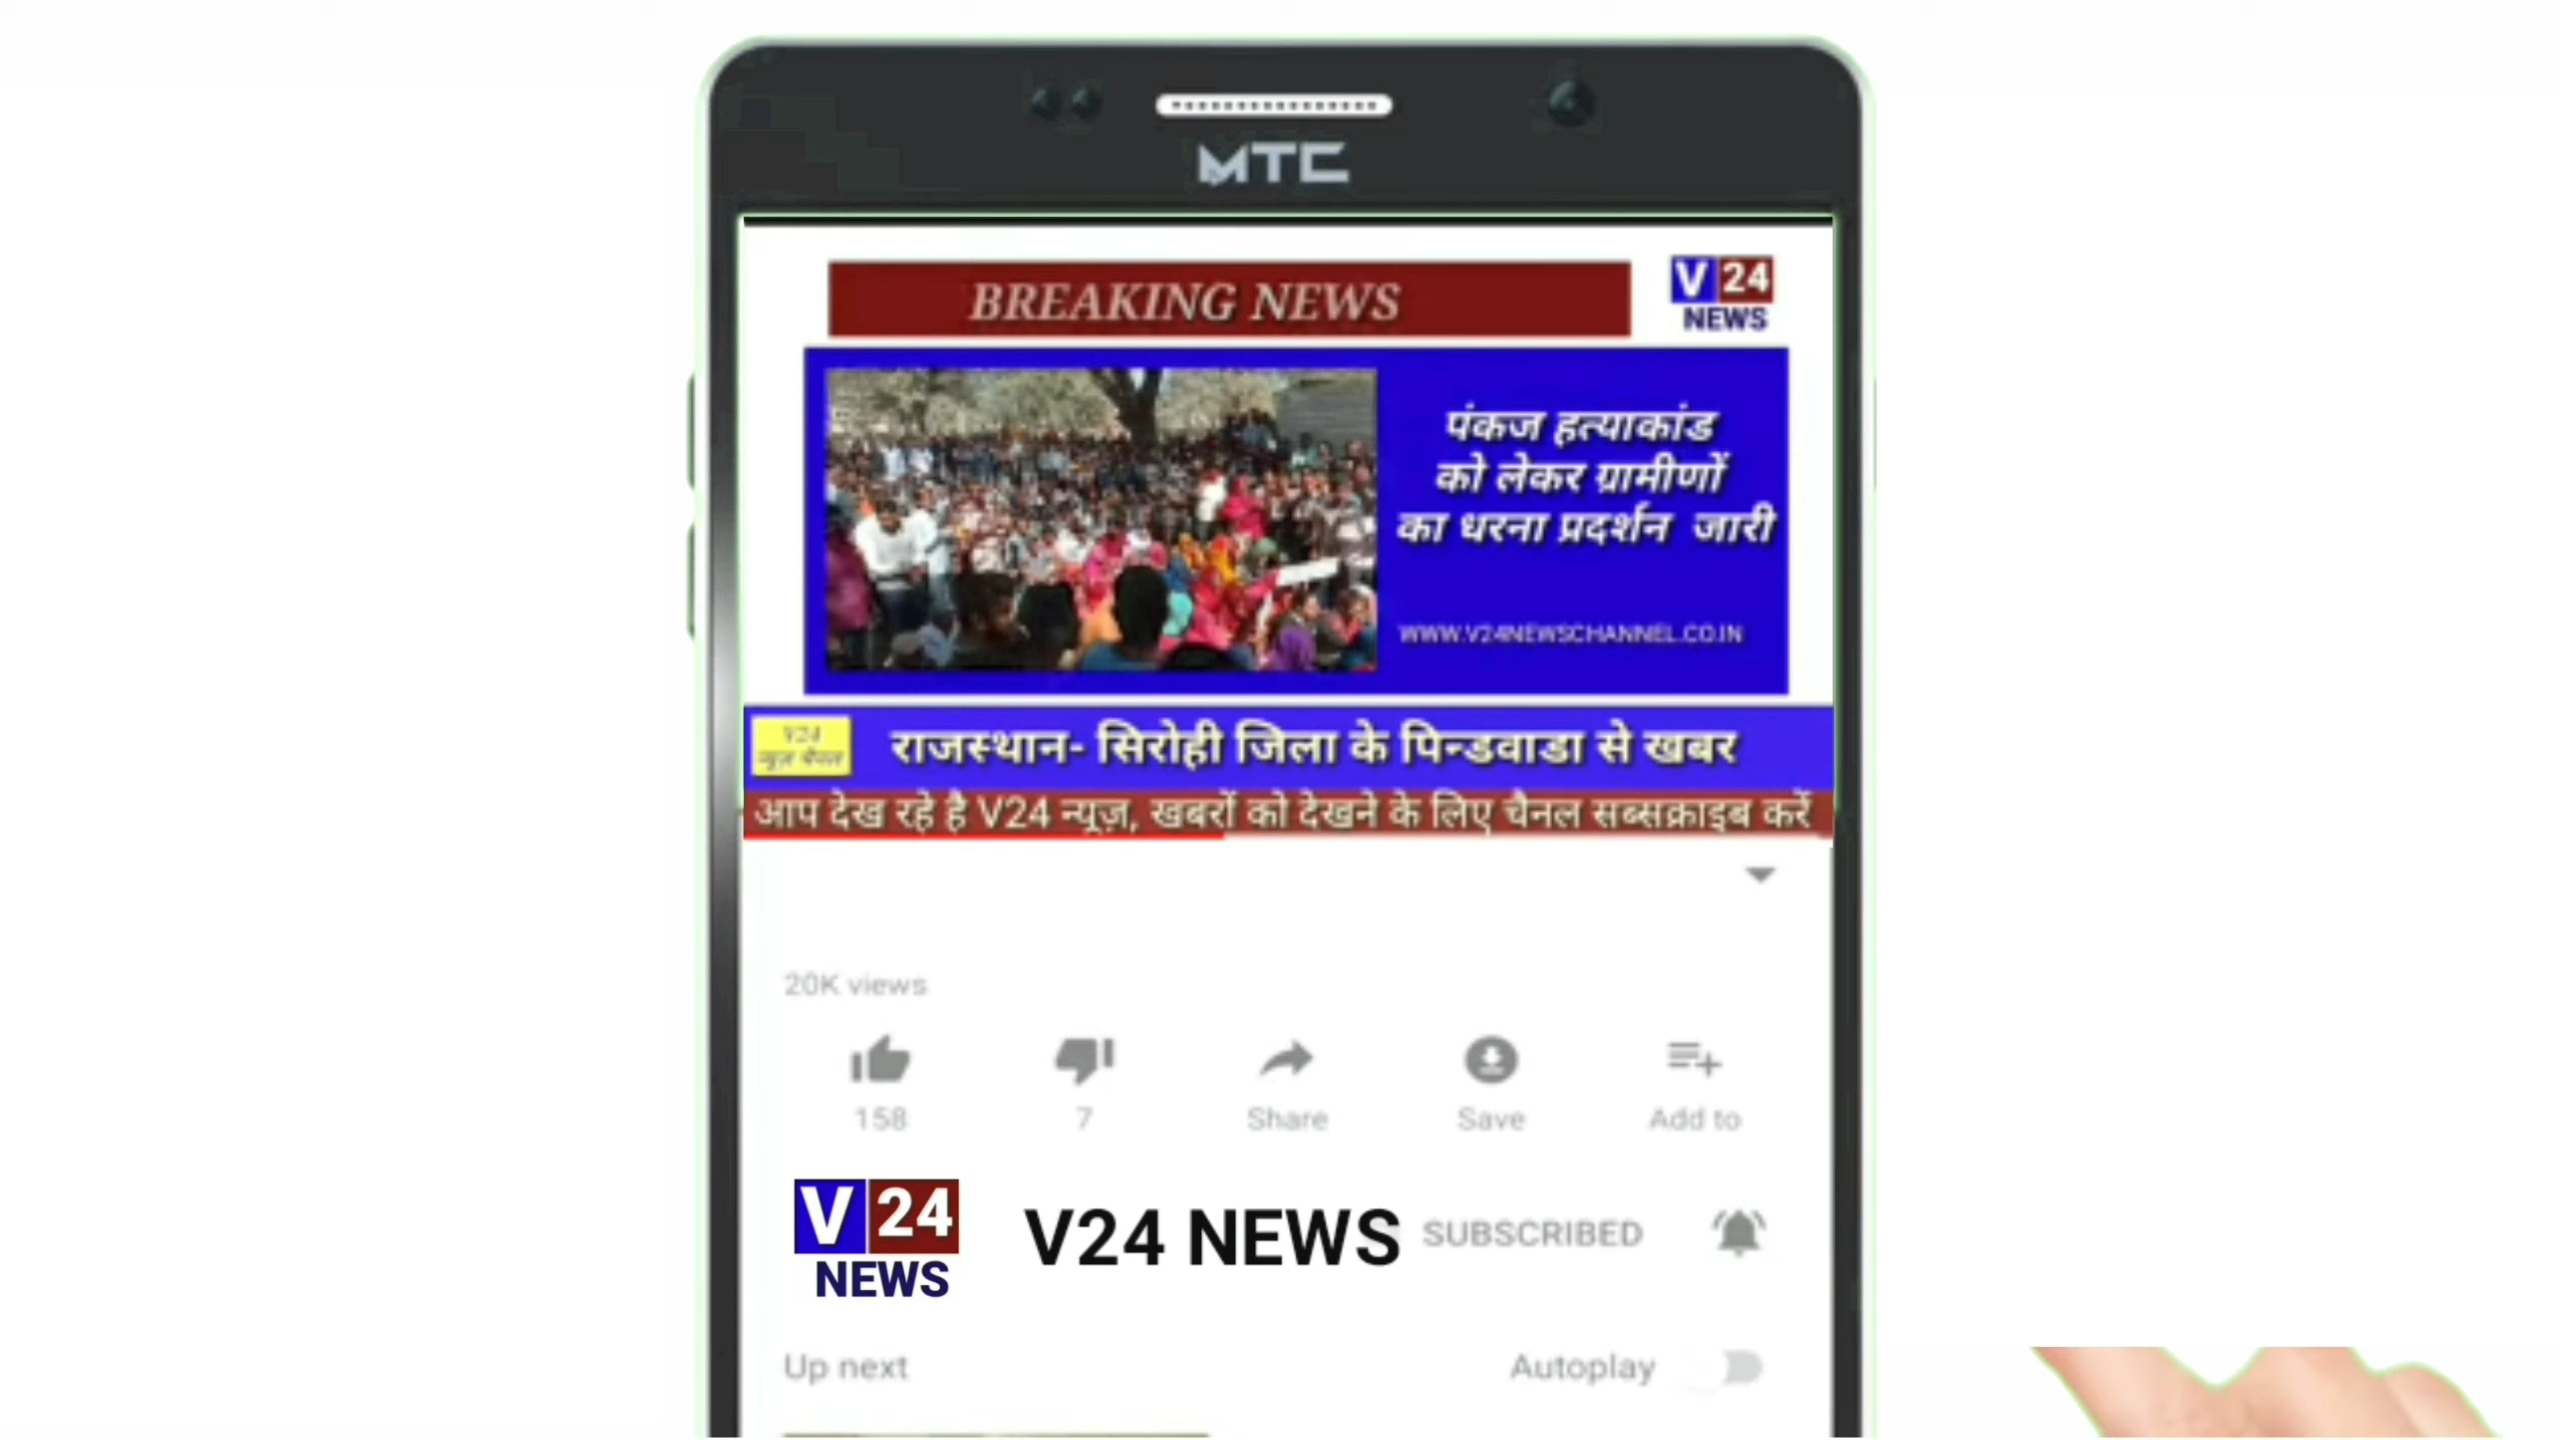 MTC
BREAKING NEWS
V 24
NEWS
पंकज हत्याकांड
को लेकर ग्रामीणों
का धरना प्रदर्शन जारी
WWW.V24NEWSCHANNEL.CO.IN
V24
न्यूज़ चैनल
राजस्थान- सिरोही जिला के पिन्डवाडा से खबर
आप देख रहे है V24 न्यूज़, खबरों को देखने के लिए चैनल सब्सक्राइब करें
20K views
158
7
Share
Save
Add to
V 24
NEWS
V24 NEWS
SUBSCRIBED
Up next
Autoplay